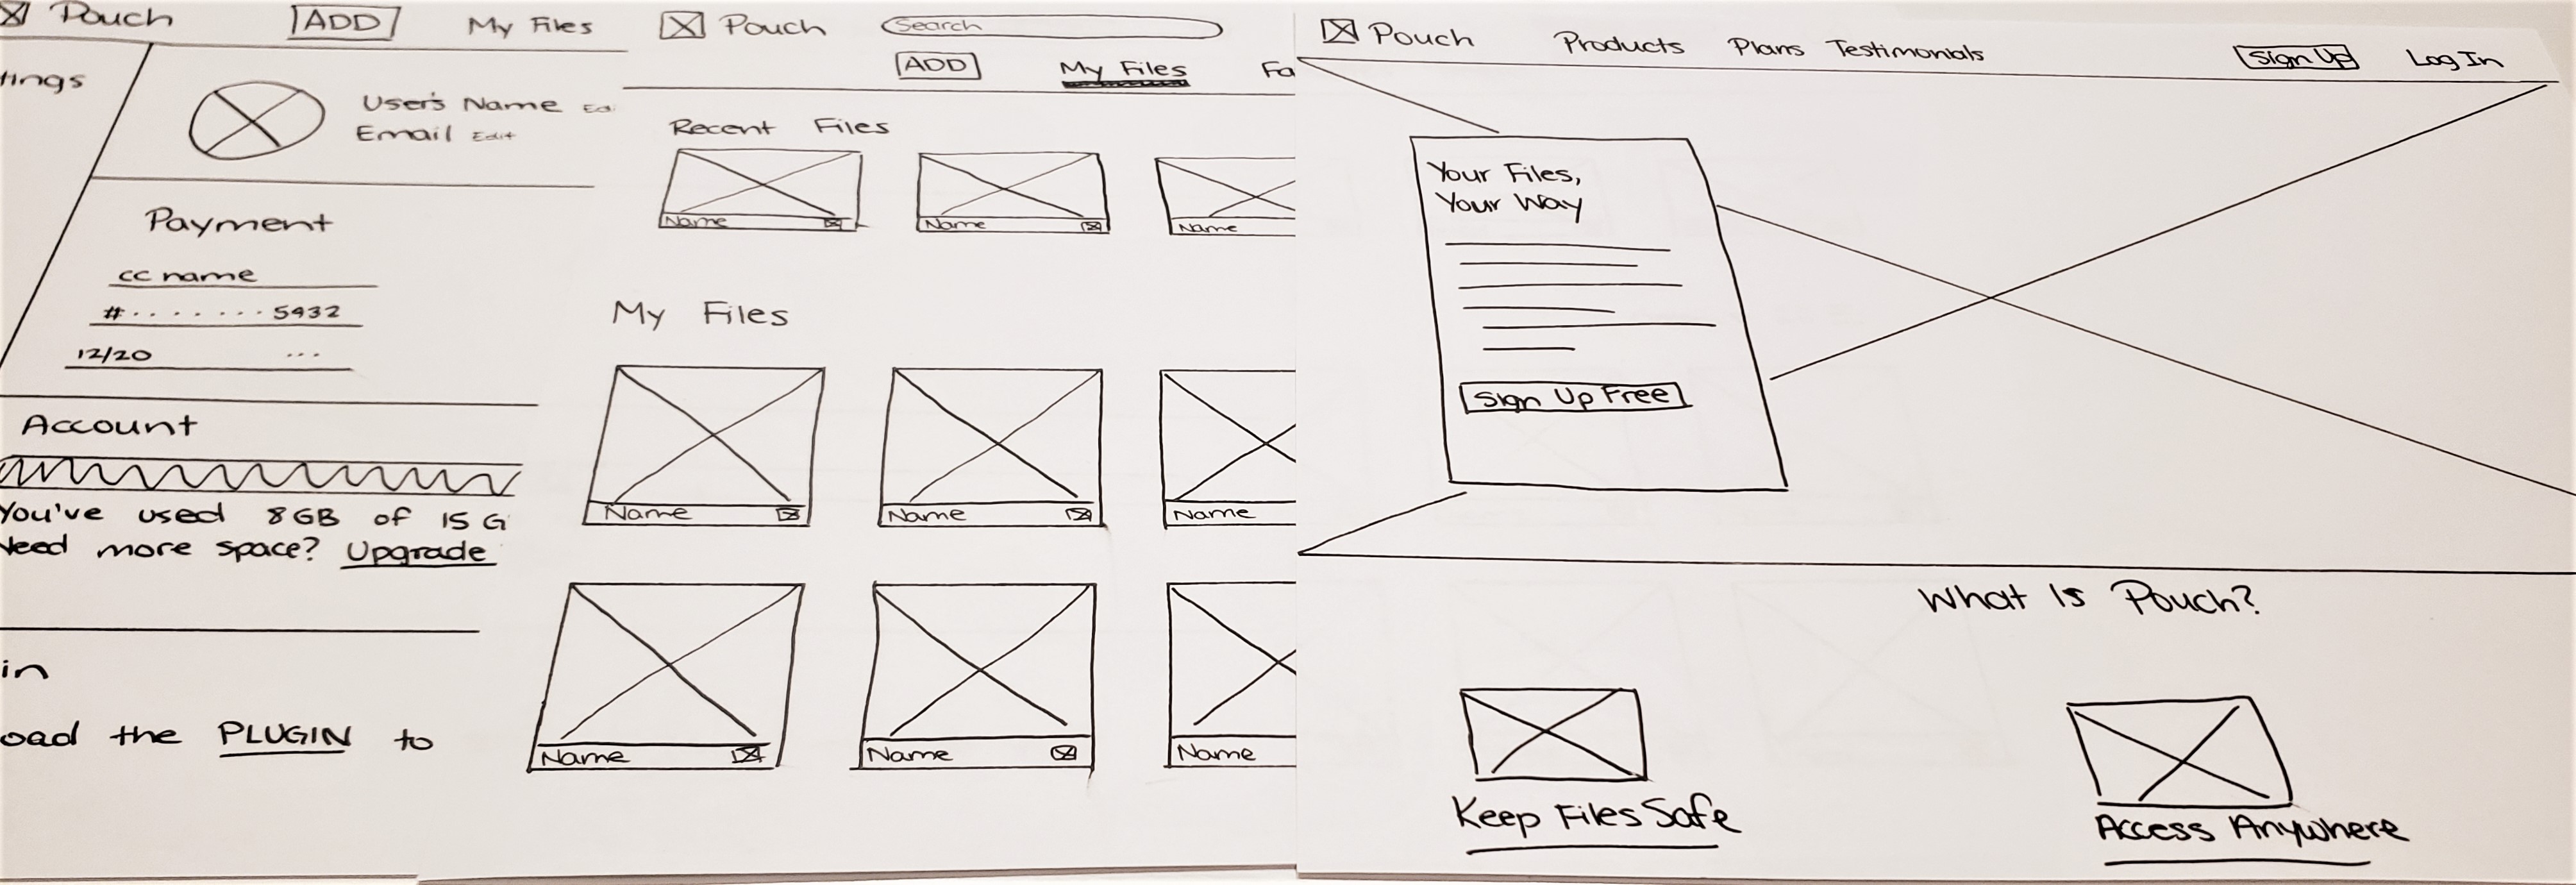 Pouch ADD My Files
tings
User's Name Ed
Email Edit
Payment
cc name
#........5432
12/20 ...
Account
You've used 8GB of 15 G
Need more space? Upgrade
in
oad the PLUGIN to
Pouch Search
ADD My Files Fa
Recent Files
Name Name Name
My Files
Name Name Name
Name Name Name
Pouch Products Plans Testimonials Sign Up Log In
Your Files,
Your Way
Sign Up Free
What Is Pouch?
Keep Files Safe
Access Anywhere